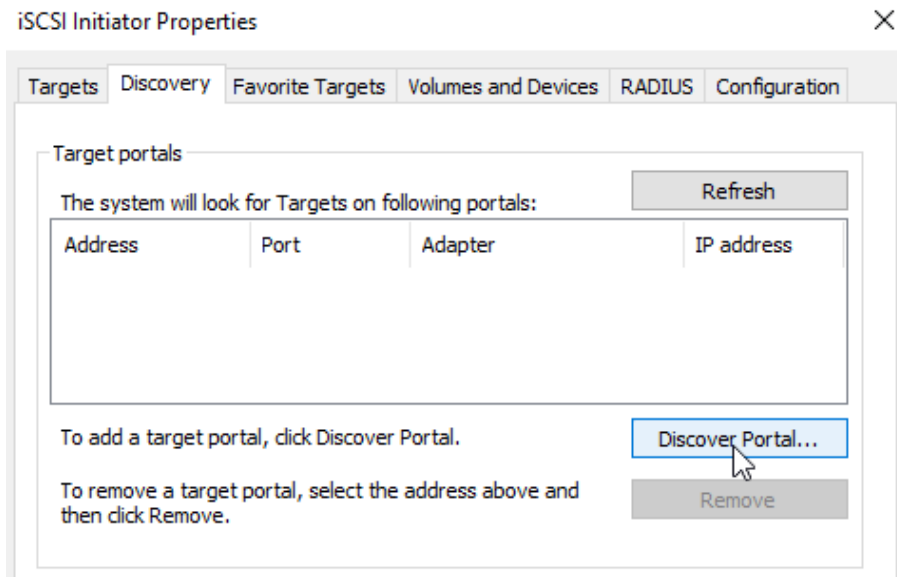 iSCSI Initiator Properties
Targets Discovery Favorite Targets Volumes and Devices RADIUS Configuration
Target portals
The system will look for Targets on following portals:
Refresh
Address Port Adapter IP address
To add a target portal, click Discover Portal.
Discover Portal...
To remove a target portal, select the address above and
then click Remove.
Remove